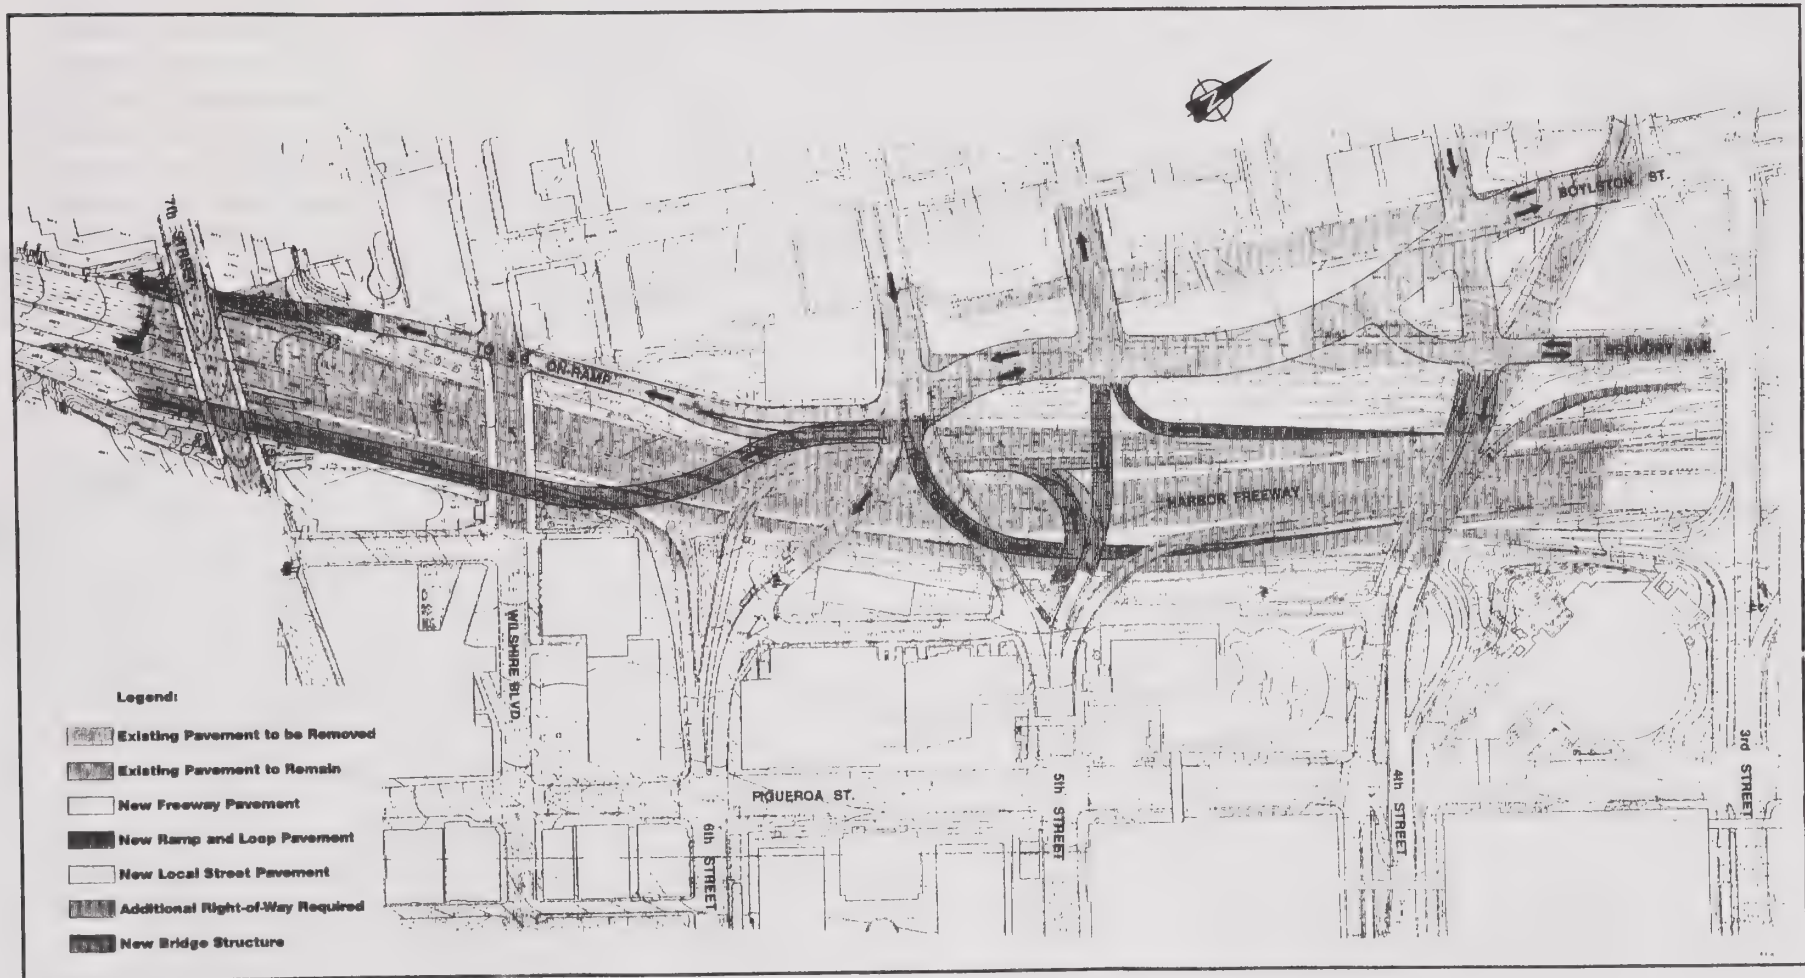 N
BOYLSTON ST.
7th STREET
BEAUDRY AVE.
ON-RAMP
HARBOR FREEWAY
WILSHIRE BLVD.
Legend:
Existing Pavement to be Removed
Existing Pavement to Remain
New Freeway Pavement
New Ramp and Loop Pavement
New Local Street Pavement
Additional Right-of-Way Required
New Bridge Structure
FIGUEROA ST.
6th STREET
5th STREET
4th STREET
3rd STREET